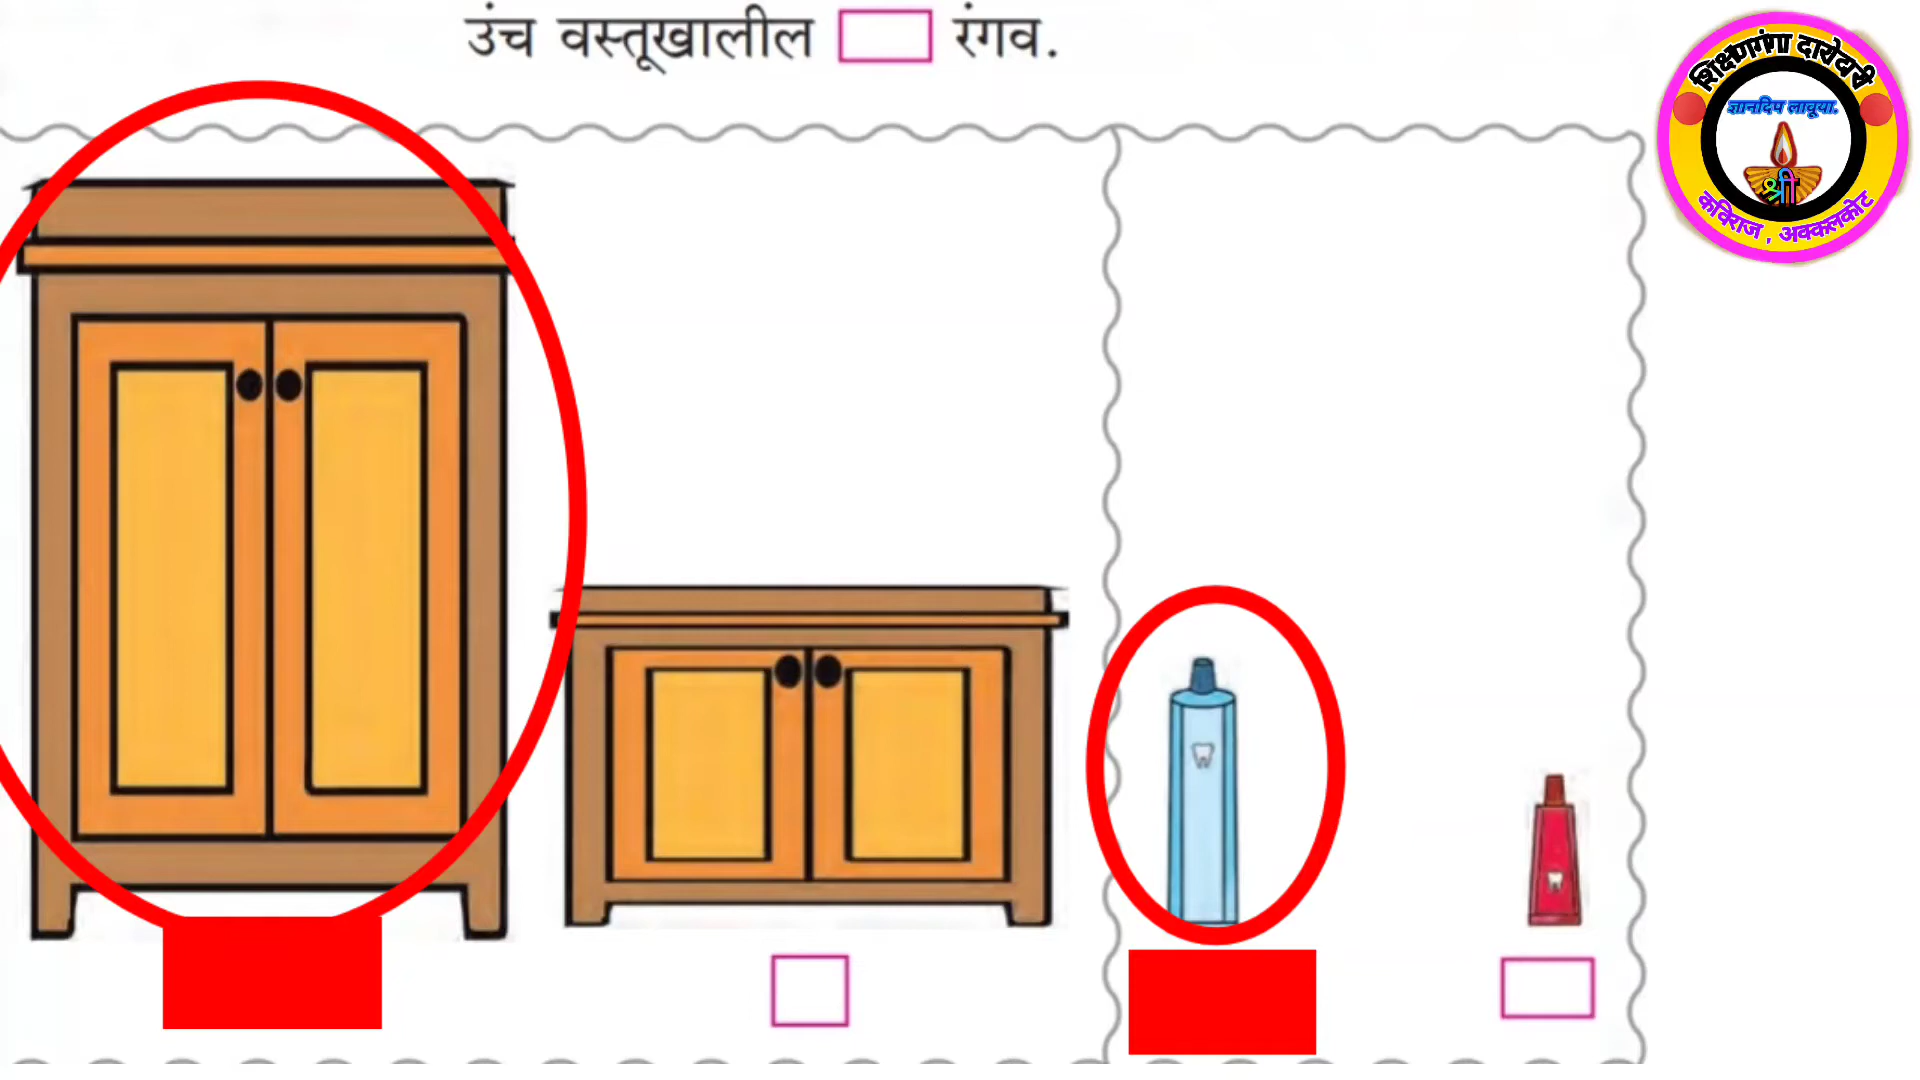 उंच वस्तूखालील रंगव.
शिक्षणगंगा दारोदारी
ज्ञानदिप लावूया.
श्री
कविराज , अक्कलकोट